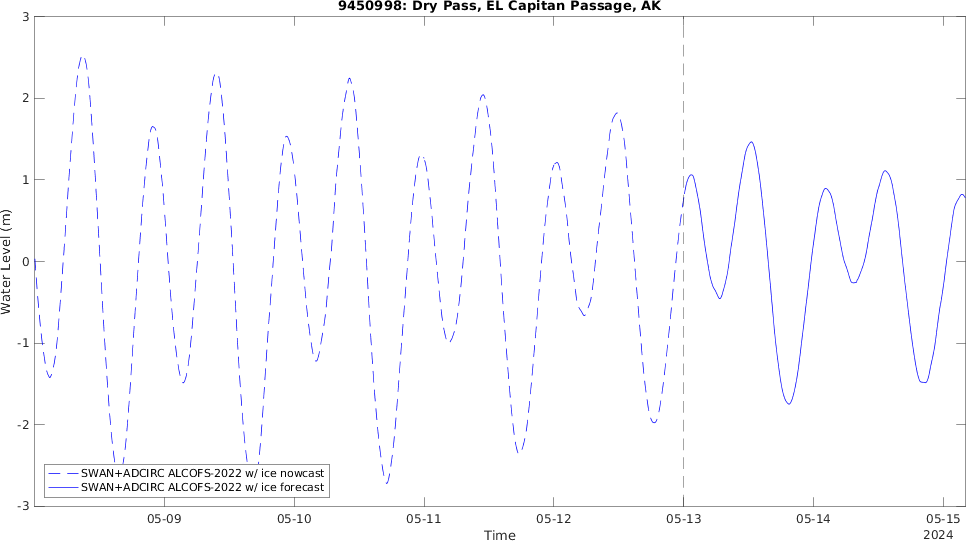 9450998: Dry Pass, EL Capitan Passage, AK
3
2
1
0
-1
-2
-3
Water Level (m)
SWAN+ADCIRC ALCOFS-2022 w/ ice nowcast
SWAN+ADCIRC ALCOFS-2022 w/ ice forecast
05-09 05-10 05-11 05-12 05-13 05-14 05-15
Time
2024